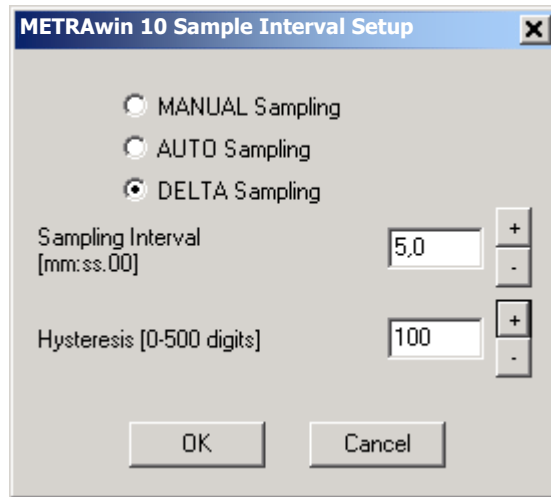 METRAwin 10 Sample Interval Setup
MANUAL Sampling
AUTO Sampling
DELTA Sampling
Sampling Interval
[mm:ss.00]
5,0
+
-
Hysteresis [0-500 digits]
100
+
-
OK Cancel